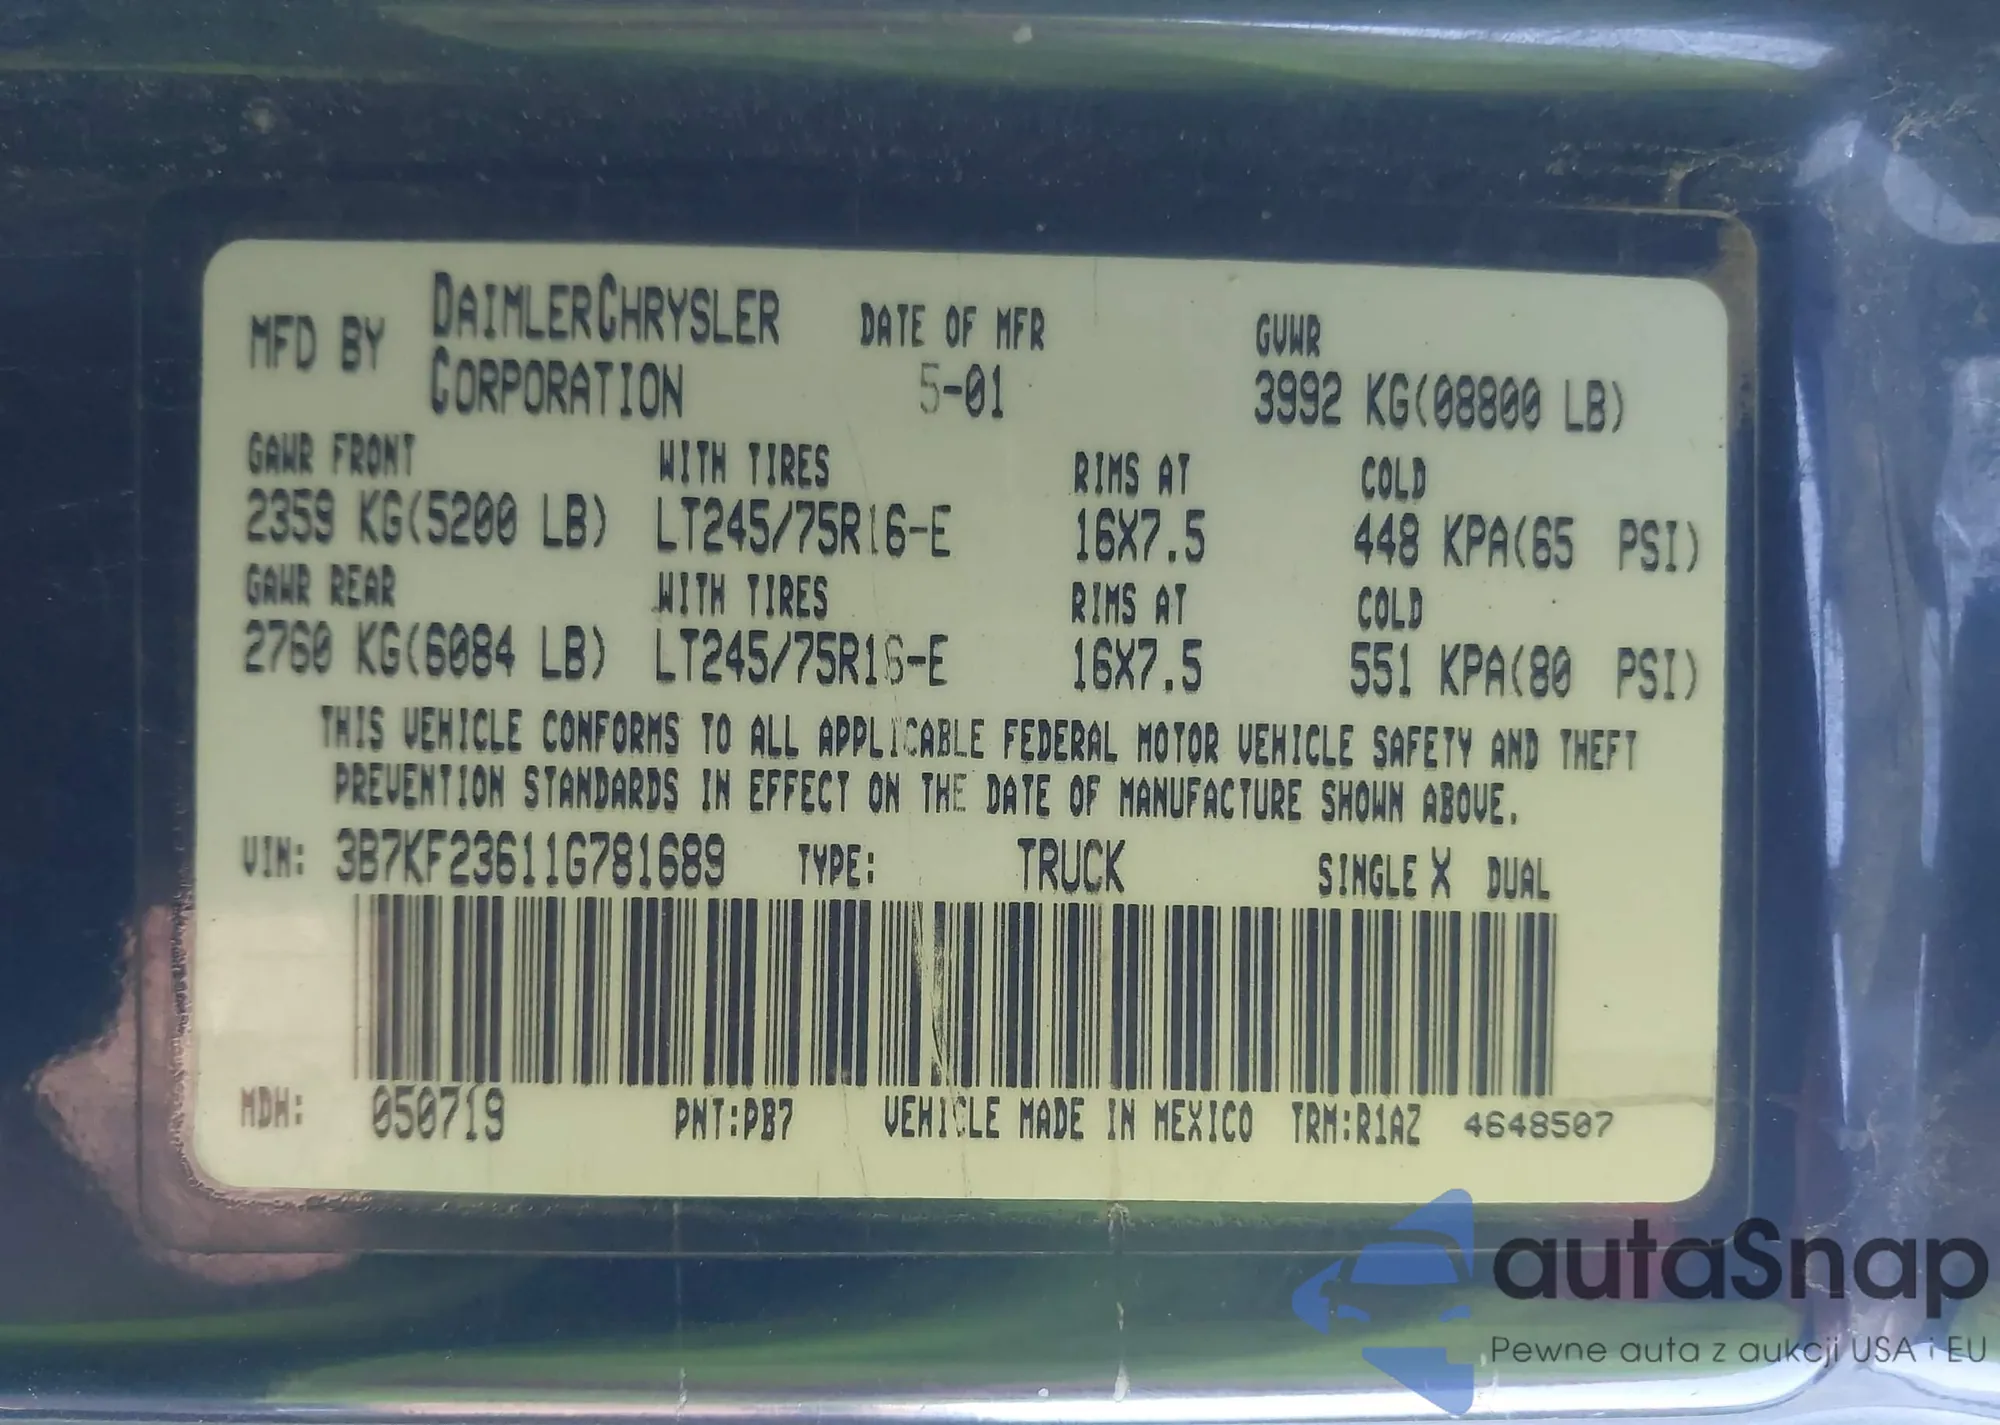 MFD BY DAIMLERCHRYSLER CORPORATION DATE OF MFR 5-01 GVWR 3992 KG(08800 LB)
GAWR FRONT WITH TIRES RIMS AT COLD
2359 KG(5200 LB) LT245/75R16-E 16X7.5 448 KPA(65 PSI)
GAWR REAR WITH TIRES RIMS AT COLD
2760 KG(6084 LB) LT245/75R16-E 16X7.5 551 KPA(80 PSI)
THIS VEHICLE CONFORMS TO ALL APPLICABLE FEDERAL MOTOR VEHICLE SAFETY AND THEFT
PREVENTION STANDARDS IN EFFECT ON THE DATE OF MANUFACTURE SHOWN ABOVE.
VIN: 3B7KF23611G781689 TYPE: TRUCK SINGLE X DUAL
MDH: 050719 PNT:PB7 VEHICLE MADE IN MEXICO TRM:R1AZ 4648507
autaSnap
Pewne auta z aukcji USA i EU